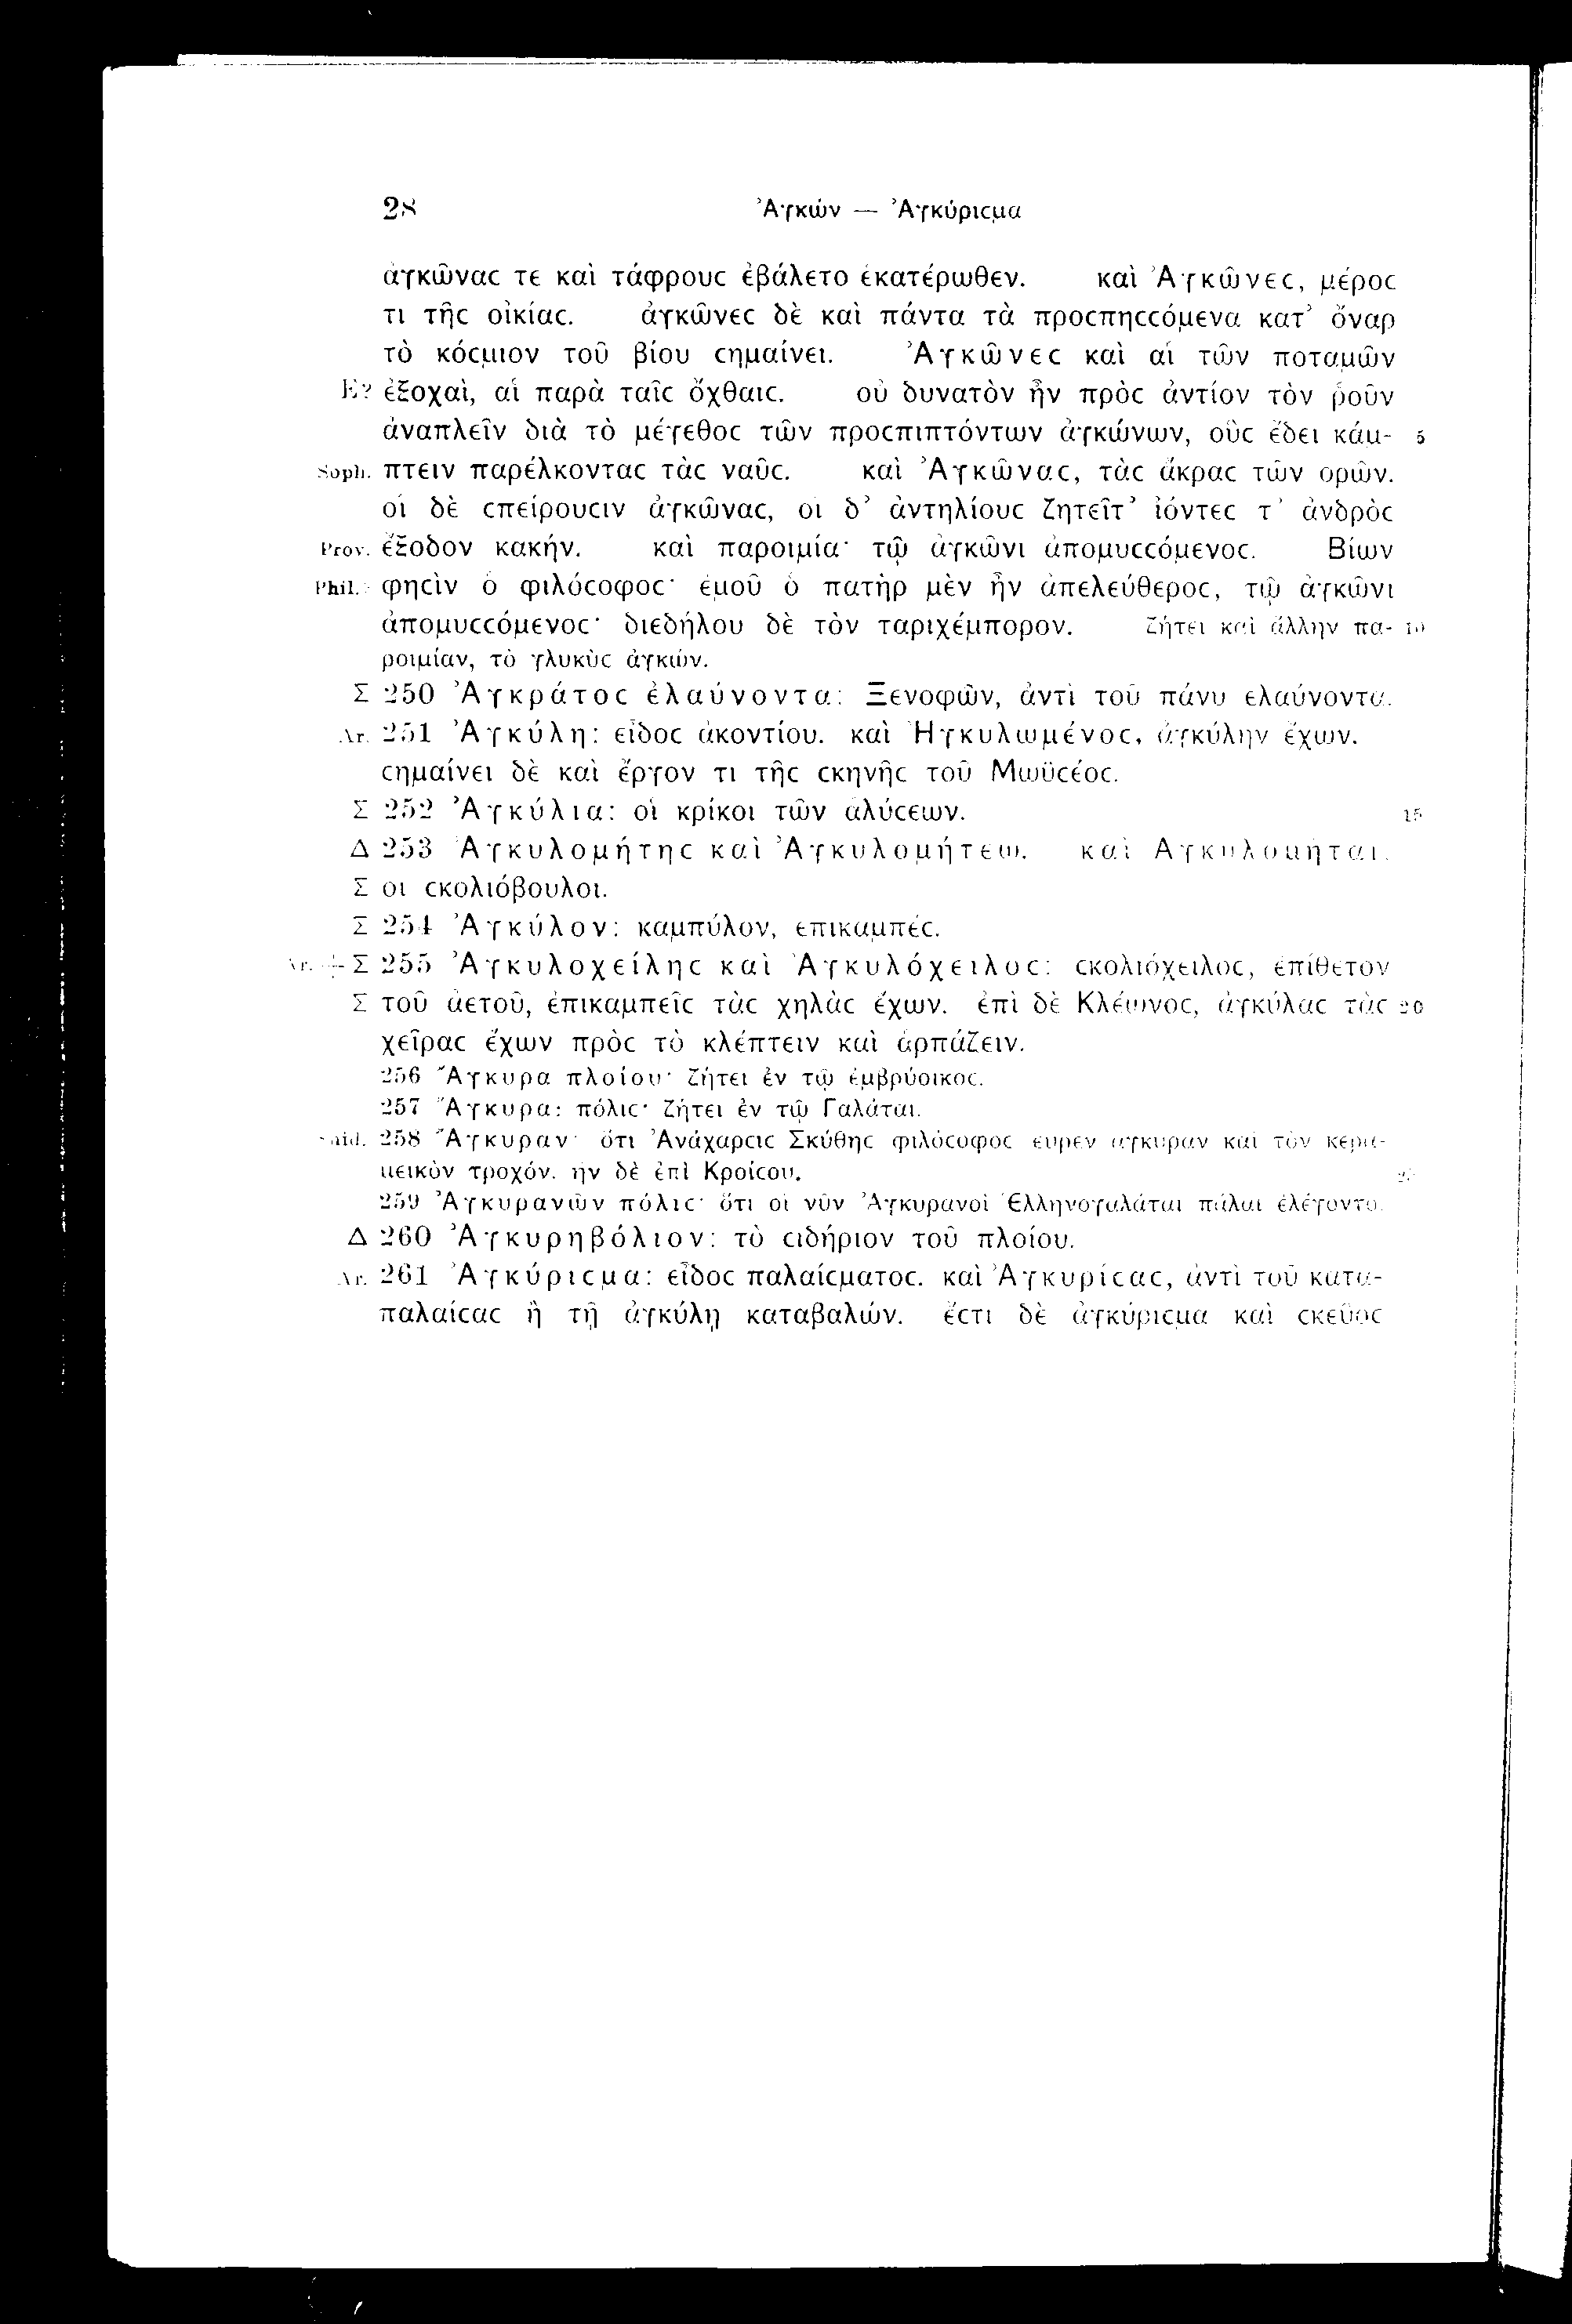 28 Ἀγκών — Ἀγκύριϲμα
ἀγκῶναϲ τε καὶ τάφρουϲ ἐβάλετο ἑκατέρωθεν. καὶ Ἀγκῶνεϲ, μέροϲ
τι τῆϲ οἰκίαϲ. ἀγκῶνεϲ δὲ καὶ πάντα τὰ προϲπηϲϲόμενα κατ’ ὄναρ
τὸ κόϲμιον τοῦ βίου ϲημαίνει. Ἀγκῶνεϲ καὶ αἱ τῶν ποταμῶν
E? ἐξοχαὶ, αἱ παρὰ ταῖϲ ὄχθαιϲ. οὐ δυνατὸν ἦν πρὸϲ ἀντίον τὸν ῥοῦν
ἀναπλεῖν διὰ τὸ μέγεθοϲ τῶν προϲπιπτόντων ἀγκώνων, οὓϲ ἔδει κάμ- 5
Soph. πτειν παρέλκονταϲ τὰϲ ναῦϲ. καὶ Ἀγκῶναϲ, τὰϲ ἄκραϲ τῶν ὀρῶν.
οἱ δὲ ϲπείρουϲιν ἀγκῶναϲ, οἱ δ’ ἀντηλίουϲ ζητεῖτ’ ἰόντεϲ τ’ ἀνδρὸϲ
Prov. ἔξοδον κακήν. καὶ παροιμία· τῷ ἀγκῶνι ἀπομυϲϲόμενοϲ. Βίων
Phil. φηϲὶν ὁ φιλόϲοφοϲ· ἐμοῦ ὁ πατὴρ μὲν ἦν ἀπελεύθεροϲ, τῷ ἀγκῶνι
ἀπομυϲϲόμενοϲ· διεδήλου δὲ τὸν ταριχέμπορον. ζήτει καὶ ἄλλην πα- 10
ροιμίαν, τὸ γλυκὺϲ ἀγκών.
Σ 250 Ἀγκράτοϲ ἐλαύνοντα: Ξενοφῶν, ἀντὶ τοῦ πάνυ ἐλαύνοντα.
Ar. 251 Ἀγκύλη: εἶδοϲ ἀκοντίου. καὶ Ἠγκυλωμένοϲ, ἀγκύλην ἔχων.
ϲημαίνει δὲ καὶ ἔργον τι τῆϲ ϲκηνῆϲ τοῦ Μωϋϲέοϲ.
Σ 252 Ἀγκύλια: οἱ κρίκοι τῶν ἁλύϲεων. 15
Δ 253 Ἀγκυλομήτηϲ καὶ Ἀγκυλομήτεω. καὶ Ἀγκυλομῆται.
Σ οἱ ϲκολιόβουλοι.
Σ 254 Ἀγκύλον: καμπύλον, ἐπικαμπέϲ.
Ar. + Σ 255 Ἀγκυλοχείληϲ καὶ Ἀγκυλόχειλοϲ: ϲκολιόχειλοϲ, ἐπίθετον
Σ τοῦ ἀετοῦ, ἐπικαμπεῖϲ τὰϲ χηλὰϲ ἔχων. ἐπὶ δὲ Κλέωνοϲ, ἀγκύλαϲ τὰϲ 20
χεῖραϲ ἔχων πρὸϲ τὸ κλέπτειν καὶ ἁρπάζειν.
256 Ἄγκυρα πλοίου· ζήτει ἐν τῷ ἐμβρύοικοϲ.
257 Ἄγκυρα: πόλιϲ· ζήτει ἐν τῷ Γαλάται.
Suid. 258 Ἄγκυραν· ὅτι Ἀνάχαρϲιϲ Σκύθηϲ φιλόϲοφοϲ εὗρεν ἄγκυραν καὶ τὸν κερα-
μεικὸν τροχόν. ἦν δὲ ἐπὶ Κροίϲου. 25
259 Ἀγκυρανῶν πόλιϲ· ὅτι οἱ νῦν Ἀγκυρανοὶ Ἑλληνογαλάται πάλαι ἐλέγοντο.
Δ 260 Ἀγκυρηβόλιον: τὸ ϲιδήριον τοῦ πλοίου.
Ar. 261 Ἀγκύριϲμα: εἶδοϲ παλαίϲματοϲ. καὶ Ἀγκυρίϲαϲ, ἀντὶ τοῦ κατα-
παλαίϲαϲ ἢ τῇ ἀγκύλῃ καταβαλών. ἔϲτι δὲ ἀγκύριϲμα καὶ ϲκεῦοϲ